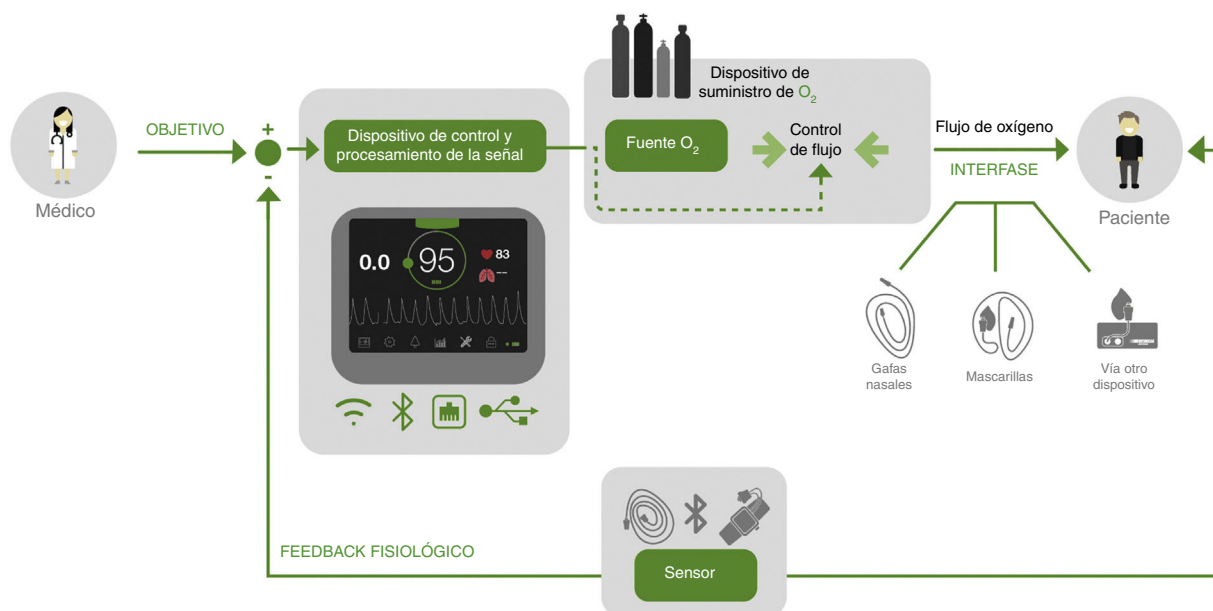 Dispositivo de
suministro de O₂
Médico
OBJETIVO
+
-
Dispositivo de control y
procesamiento de la señal
Fuente O₂
Control
de flujo
Flujo de oxígeno
INTERFASE
Paciente
0.0
95
83
--
Gafas
nasales
Mascarillas
Vía otro
dispositivo
FEEDBACK FISIOLÓGICO
Sensor